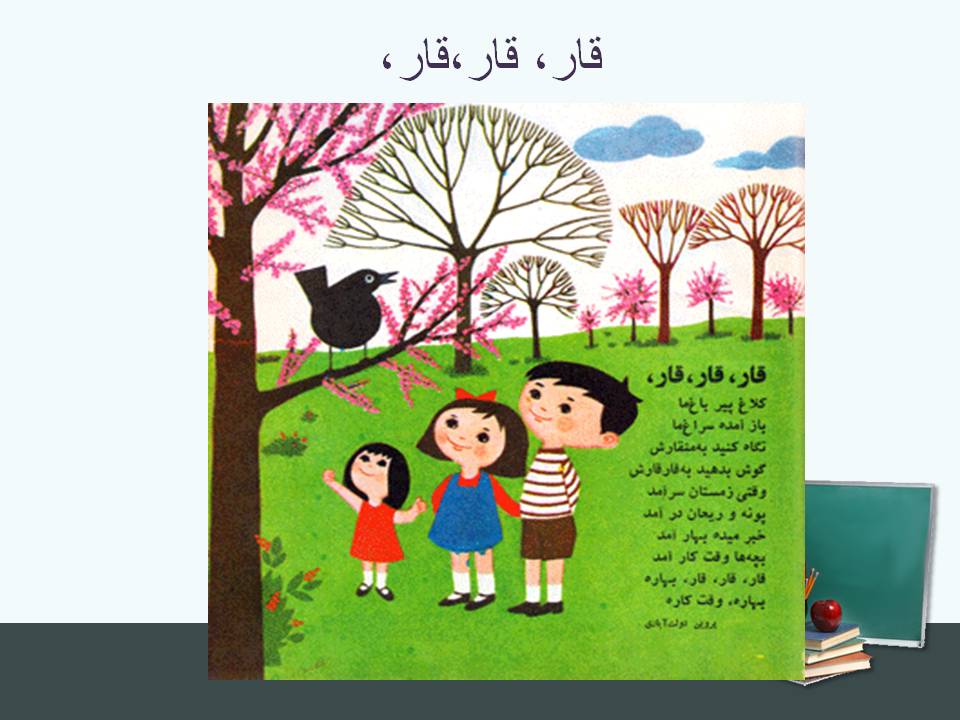 قار، قار،قار،
قار، قار، قار،
کلاغ پیر باغ‌ما
باز آمده سراغ‌ما
نگاه کنید به‌منقارش
گوش بدهید به‌قارقارش
وقتی زمستان سرآمد
پونه و ریحان در آمد
خبر میده بهار آمد
بچه‌ها وقت کار آمد
قار، قار، قار، بهاره
بهاره، وقت کاره
پروین دولت‌آبادی